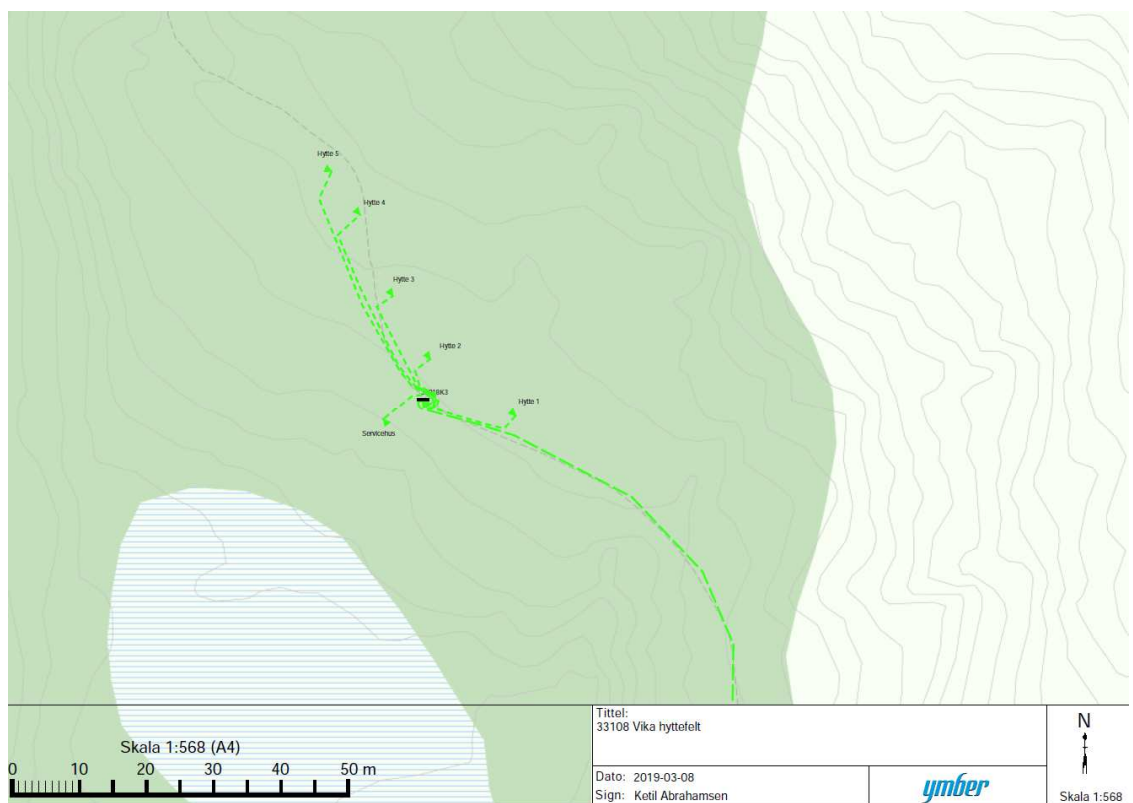 Hytte 5
Hytte 4
Hytte 3
Hytte 2
Hytte 1
Servicehus
Skala 1:568 (A4)
0 10 20 30 40 50 m
Tittel:
33108 Vika hyttefelt
Dato: 2019-03-08
Sign: Ketil Abrahamsen
ymber
N
Skala 1:568